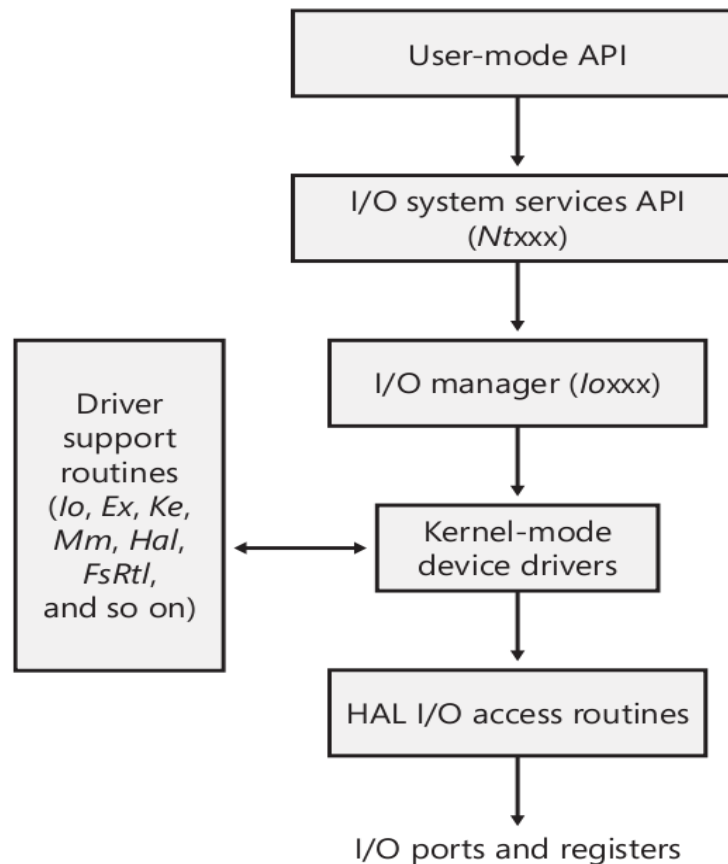 User-mode API
I/O system services API
(Ntxxx)
I/O manager (Ioxxx)
Driver
support
routines
(Io, Ex, Ke,
Mm, Hal,
FsRtl,
and so on)
Kernel-mode
device drivers
HAL I/O access routines
I/O ports and registers